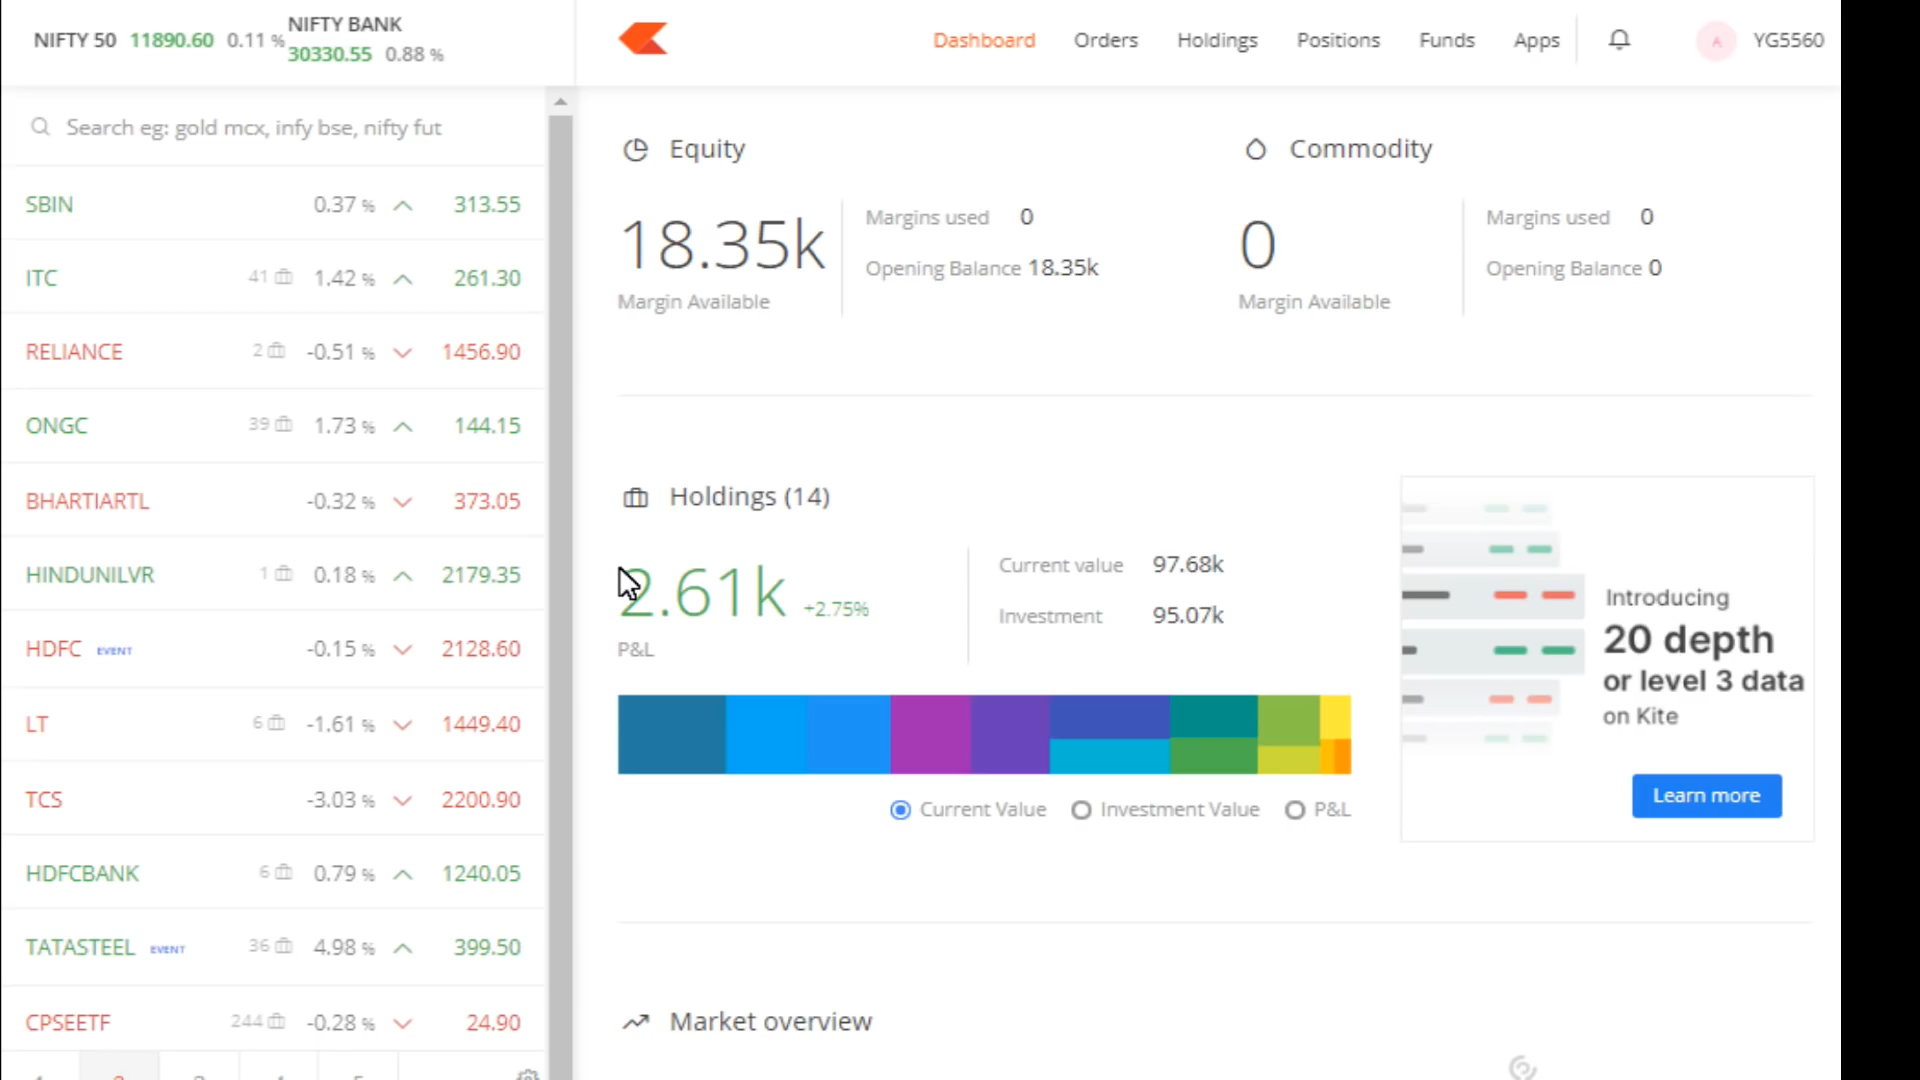 NIFTY 50 11890.60 0.11 %
NIFTY BANK
30330.55 0.88 %
Dashboard Orders Holdings Positions Funds Apps A YG5560
Search eg: gold mcx, infy bse, nifty fut
SBIN 0.37 % 313.55
ITC 41 1.42 % 261.30
RELIANCE 2 -0.51 % 1456.90
ONGC 39 1.73 % 144.15
BHARTIARTL -0.32 % 373.05
HINDUNILVR 1 0.18 % 2179.35
HDFC EVENT -0.15 % 2128.60
LT 6 -1.61 % 1449.40
TCS -3.03 % 2200.90
HDFCBANK 6 0.79 % 1240.05
TATASTEEL EVENT 36 4.98 % 399.50
CPSEETF 244 -0.28 % 24.90
Equity
18.35k
Margin Available
Margins used 0
Opening Balance 18.35k
Commodity
0
Margin Available
Margins used 0
Opening Balance 0
Holdings (14)
2.61k +2.75%
P&L
Current value 97.68k
Investment 95.07k
Current Value Investment Value P&L
Introducing
20 depth
or level 3 data
on Kite
Learn more
Market overview